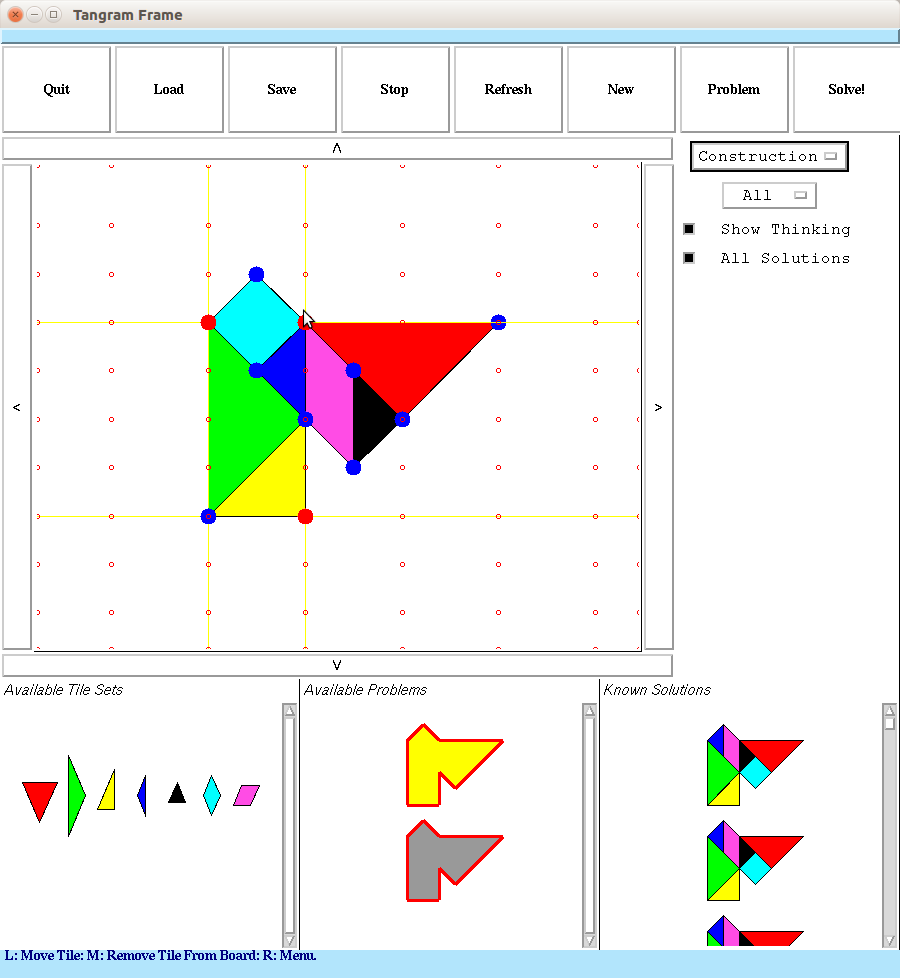 Tangram Frame
Quit Load Save Stop Refresh New Problem Solve!
^
Construction
All
Show Thinking
All Solutions
< >
V
Available Tile Sets Available Problems Known Solutions
L: Move Tile: M: Remove Tile From Board: R: Menu.